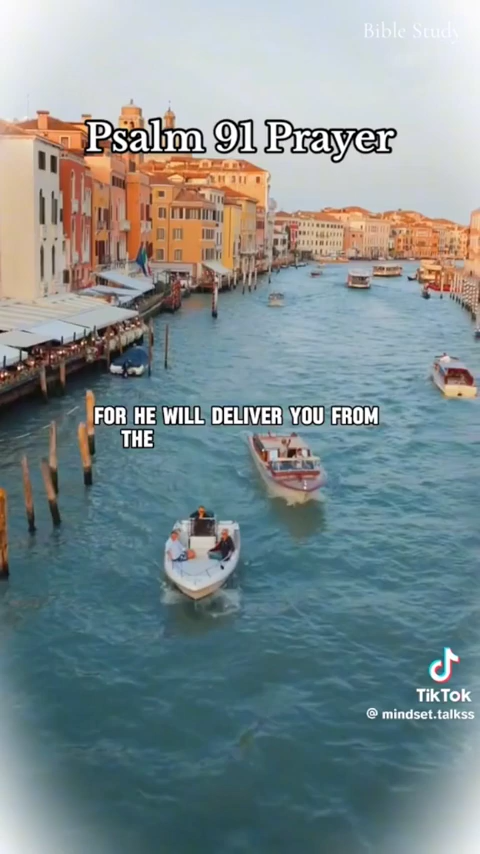 Bible Study
Psalm 91 Prayer
FOR HE WILL DELIVER YOU FROM
THE
TikTok
@ mindset.talkss